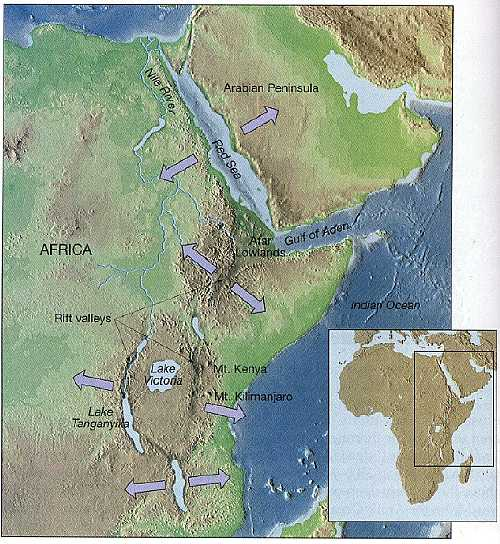 Nile River
Arabian Peninsula
Red Sea
AFRICA
Afar
Lowlands
Gulf of Aden
Indian Ocean
Rift valleys
Lake
Victoria
Mt. Kenya
Mt. Kilimanjaro
Lake
Tanganyika